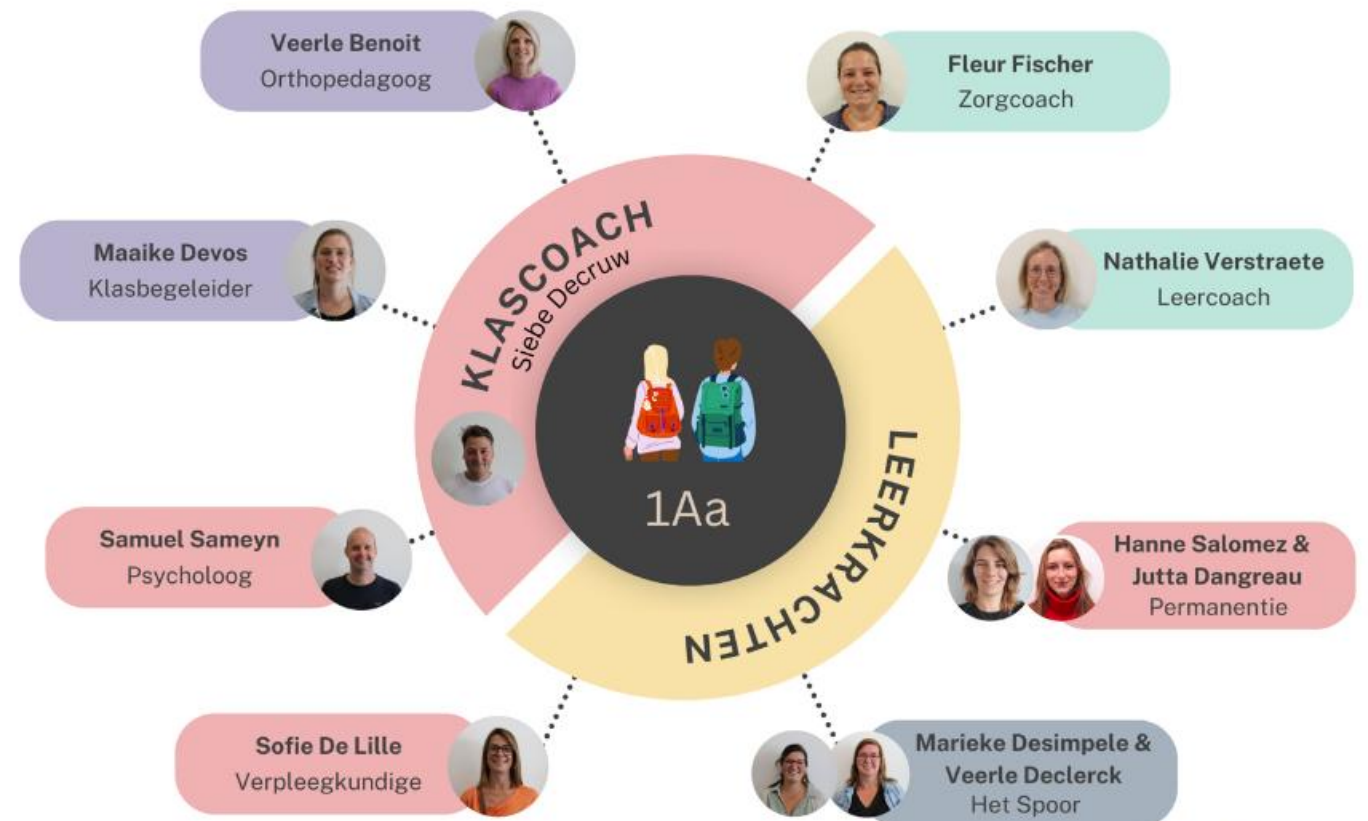 Veerle Benoit
Orthopedagoog
Fleur Fischer
Zorgcoach
Maaike Devos
Klasbegeleider
KLASCOACH
Siebe Decruw
Nathalie Verstraete
Leercoach
1Aa
LEERKRACHTEN
Samuel Sameyn
Psycholoog
Hanne Salomez &
Jutta Dangreau
Permanentie
Sofie De Lille
Verpleegkundige
Marieke Desimpele &
Veerle Declerck
Het Spoor